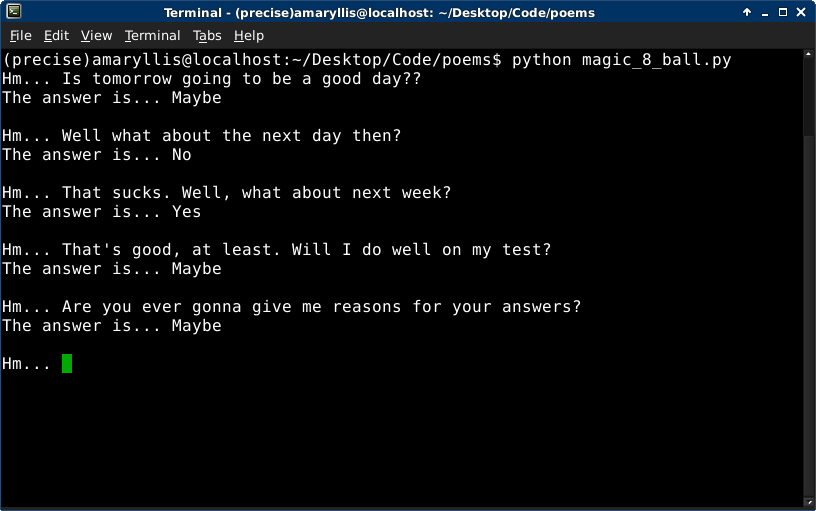 Terminal - (precise)amaryllis@localhost: ~/Desktop/Code/poems
File Edit View Terminal Tabs Help
(precise)amaryllis@localhost:~/Desktop/Code/poems$ python magic_8_ball.py
Hm... Is tomorrow going to be a good day??
The answer is... Maybe
Hm... Well what about the next day then?
The answer is... No
Hm... That sucks. Well, what about next week?
The answer is... Yes
Hm... That's good, at least. Will I do well on my test?
The answer is... Maybe
Hm... Are you ever gonna give me reasons for your answers?
The answer is... Maybe
Hm...